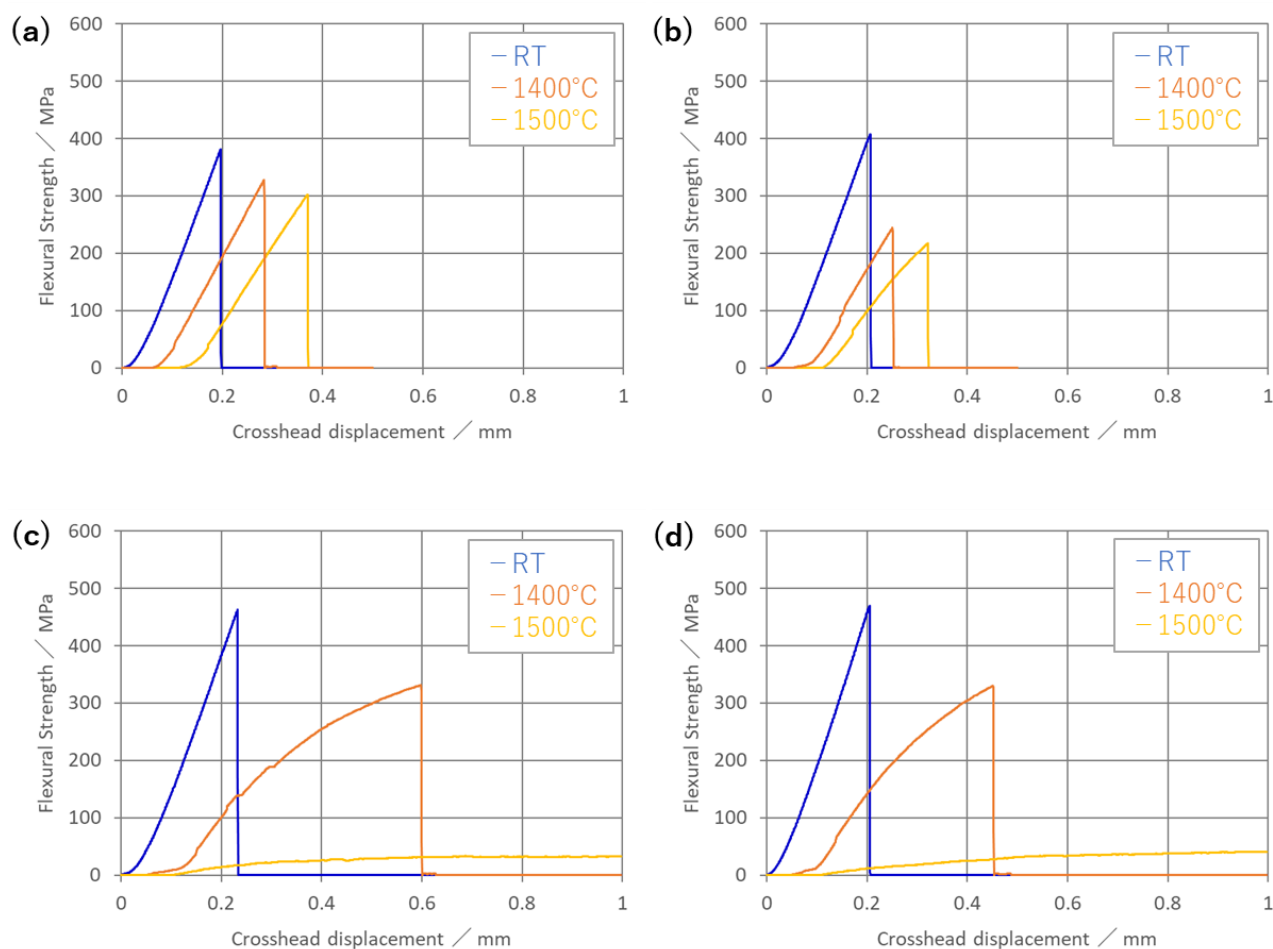 (a)
600
500
400
300
200
100
0
Flexural Strength / MPa
RT
1400°C
1500°C
0 0.2 0.4 0.6 0.8 1
Crosshead displacement / mm
(b)
600
500
400
300
200
100
0
Flexural Strength / MPa
RT
1400°C
1500°C
0 0.2 0.4 0.6 0.8 1
Crosshead displacement / mm
(c)
600
500
400
300
200
100
0
Flexural Strength / MPa
RT
1400°C
1500°C
0 0.2 0.4 0.6 0.8 1
Crosshead displacement / mm
(d)
600
500
400
300
200
100
0
Flexural Strength / MPa
RT
1400°C
1500°C
0 0.2 0.4 0.6 0.8 1
Crosshead displacement / mm